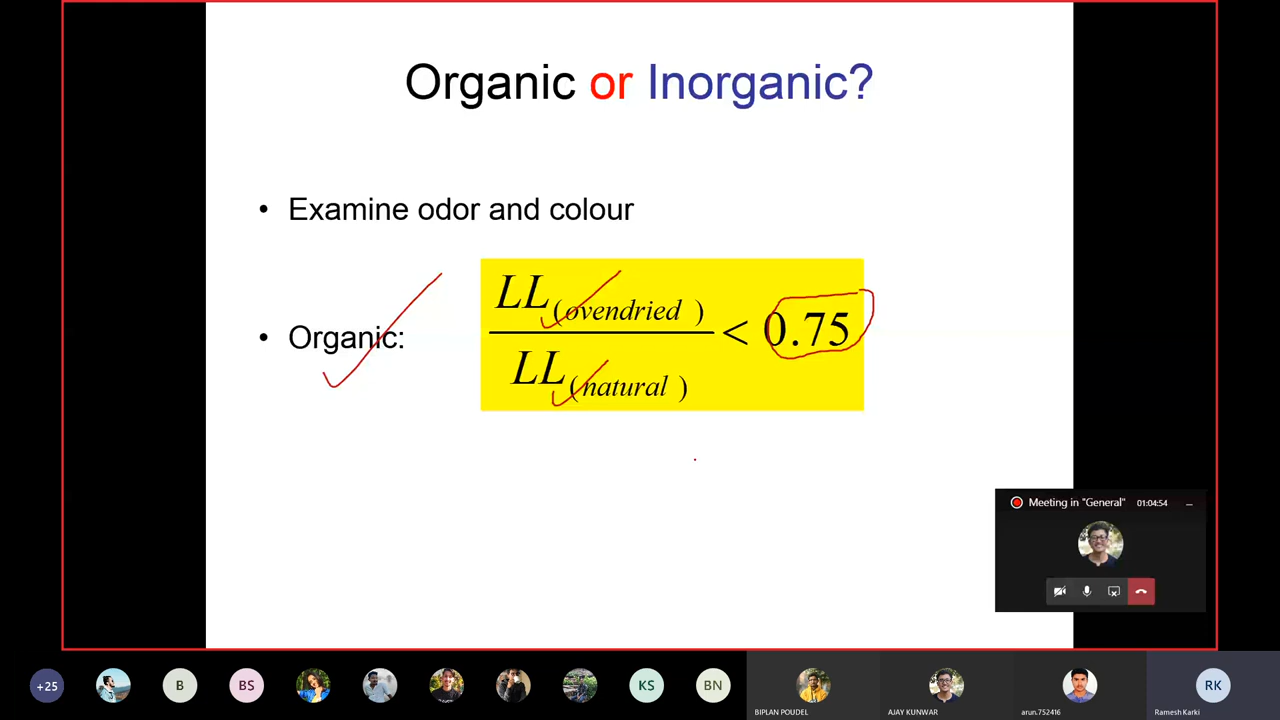 Organic or Inorganic?
• Examine odor and colour
• Organic:
LL(ovendried )
LL(natural )
< 0.75
Meeting in "General" 01:04:54
+25
B
BS
KS
BN
RK
BIPLAN POUDEL
AJAY KUNWAR
arun.752416
Ramesh Karki